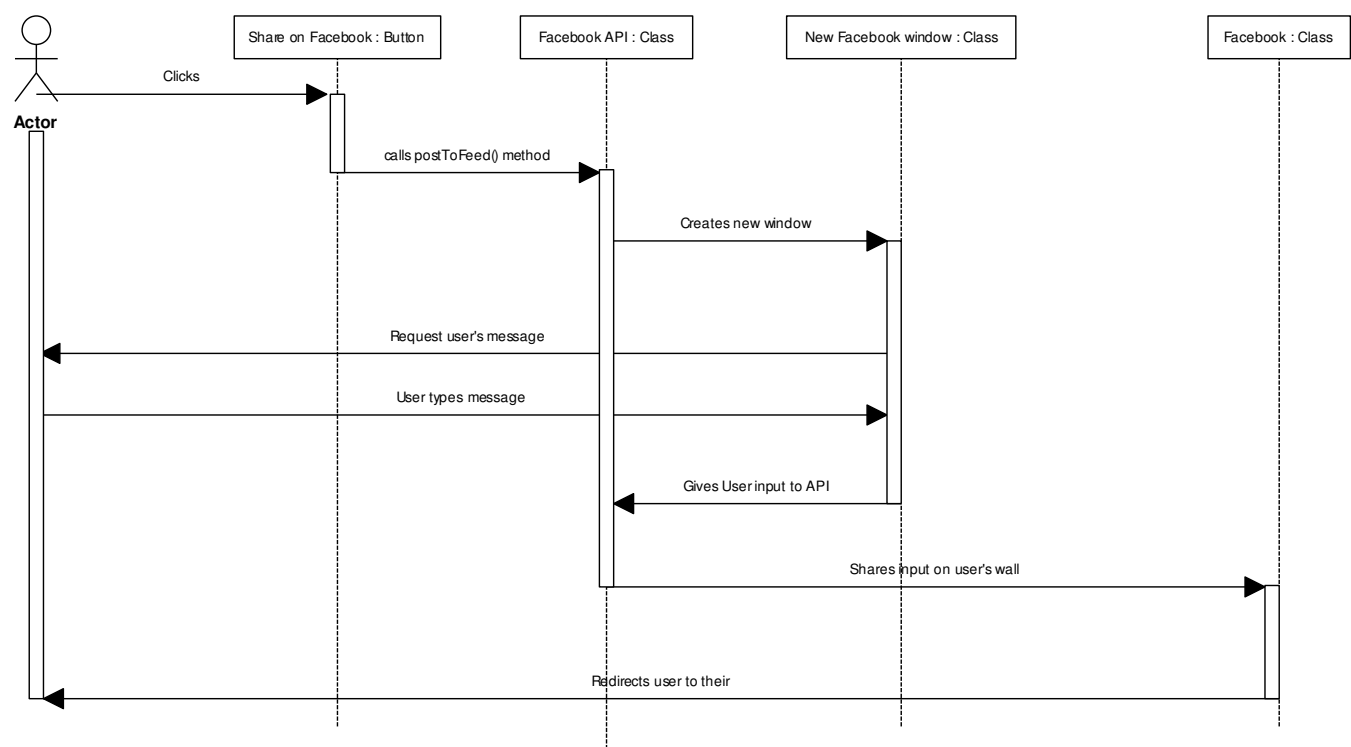 Share on Facebook : Button
Facebook API : Class
New Facebook window : Class
Facebook : Class
Clicks
Actor
calls postToFeed() method
Creates new window
Request user's message
User types message
Gives User input to API
Shares input on user's wall
Redirects user to their